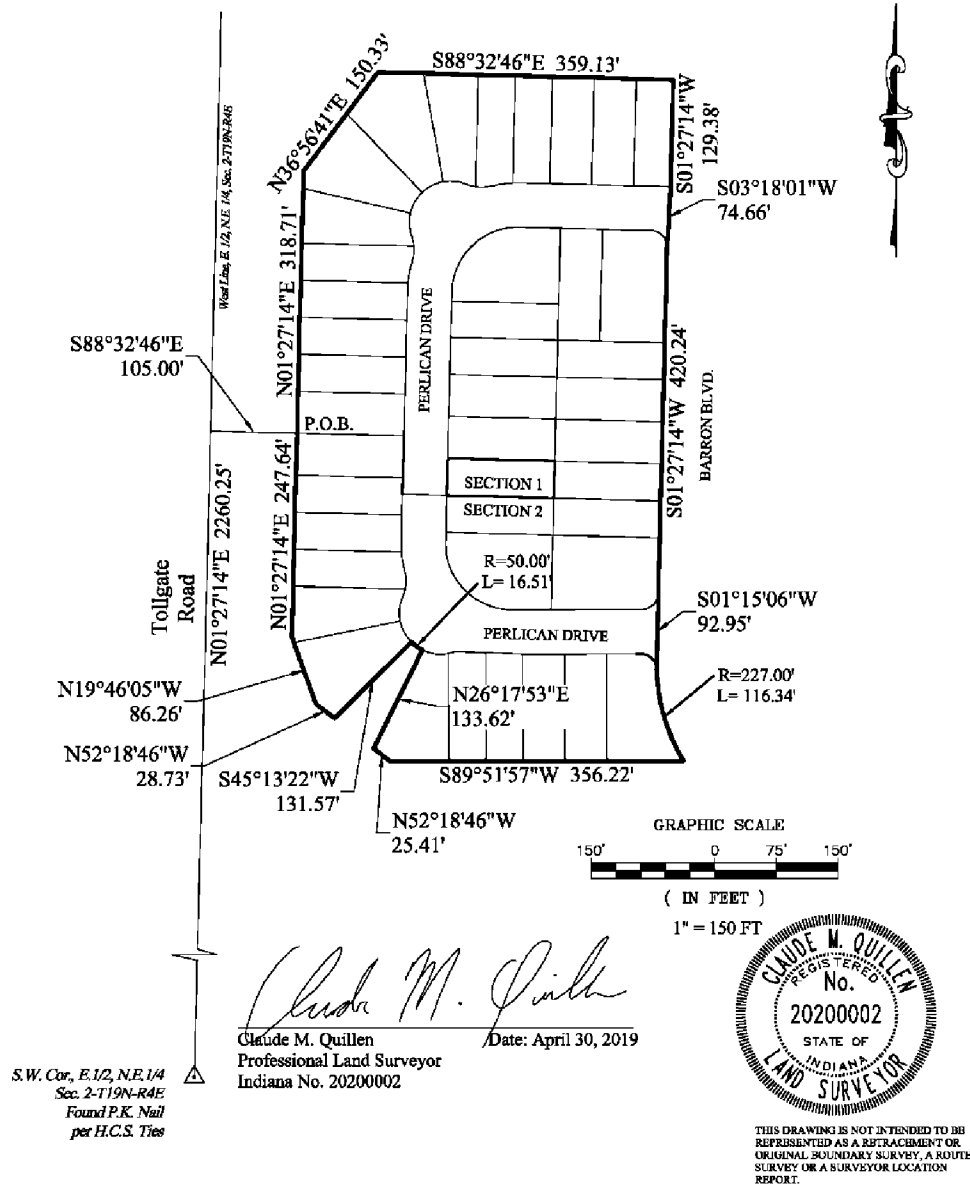 S88°32'46"E 359.13'
N36°56'41"E 150.33'
West Line, E. 1/2, N.E. 1/4, Sec. 2-T19N-R4E
S01°27'14"W
129.38'
S03°18'01"W
74.66'
N01°27'14"E 318.71'
PERLICAN DRIVE
S88°32'46"E
105.00'
P.O.B.
S01°27'14"W 420.24'
BARRON BLVD.
N01°27'14"E 2260.25'
N01°27'14"E 247.64'
SECTION 1
SECTION 2
Tollgate
Road
R=50.00'
L= 16.51'
S01°15'06"W
92.95'
PERLICAN DRIVE
N19°46'05"W
86.26'
N26°17'53"E
133.62'
R=227.00'
L= 116.34'
N52°18'46"W
28.73'
S45°13'22"W
131.57'
S89°51'57"W 356.22'
N52°18'46"W
25.41'
GRAPHIC SCALE
150' 0 75' 150'
( IN FEET )
1" = 150 FT
Claude M. Quillen
Claude M. Quillen Date: April 30, 2019
Professional Land Surveyor
Indiana No. 20200002
CLAUDE M. QUILLEN
REGISTERED
No.
20200002
STATE OF
INDIANA
LAND SURVEYOR
S.W. Cor., E.1/2, N.E.1/4
Sec. 2-T19N-R4E
Found P.K. Nail
per H.C.S. Ties
THIS DRAWING IS NOT INTENDED TO BE
REPRESENTED AS A RETRACEMENT OR
ORIGINAL BOUNDARY SURVEY, A ROUTE
SURVEY OR A SURVEYOR LOCATION
REPORT.